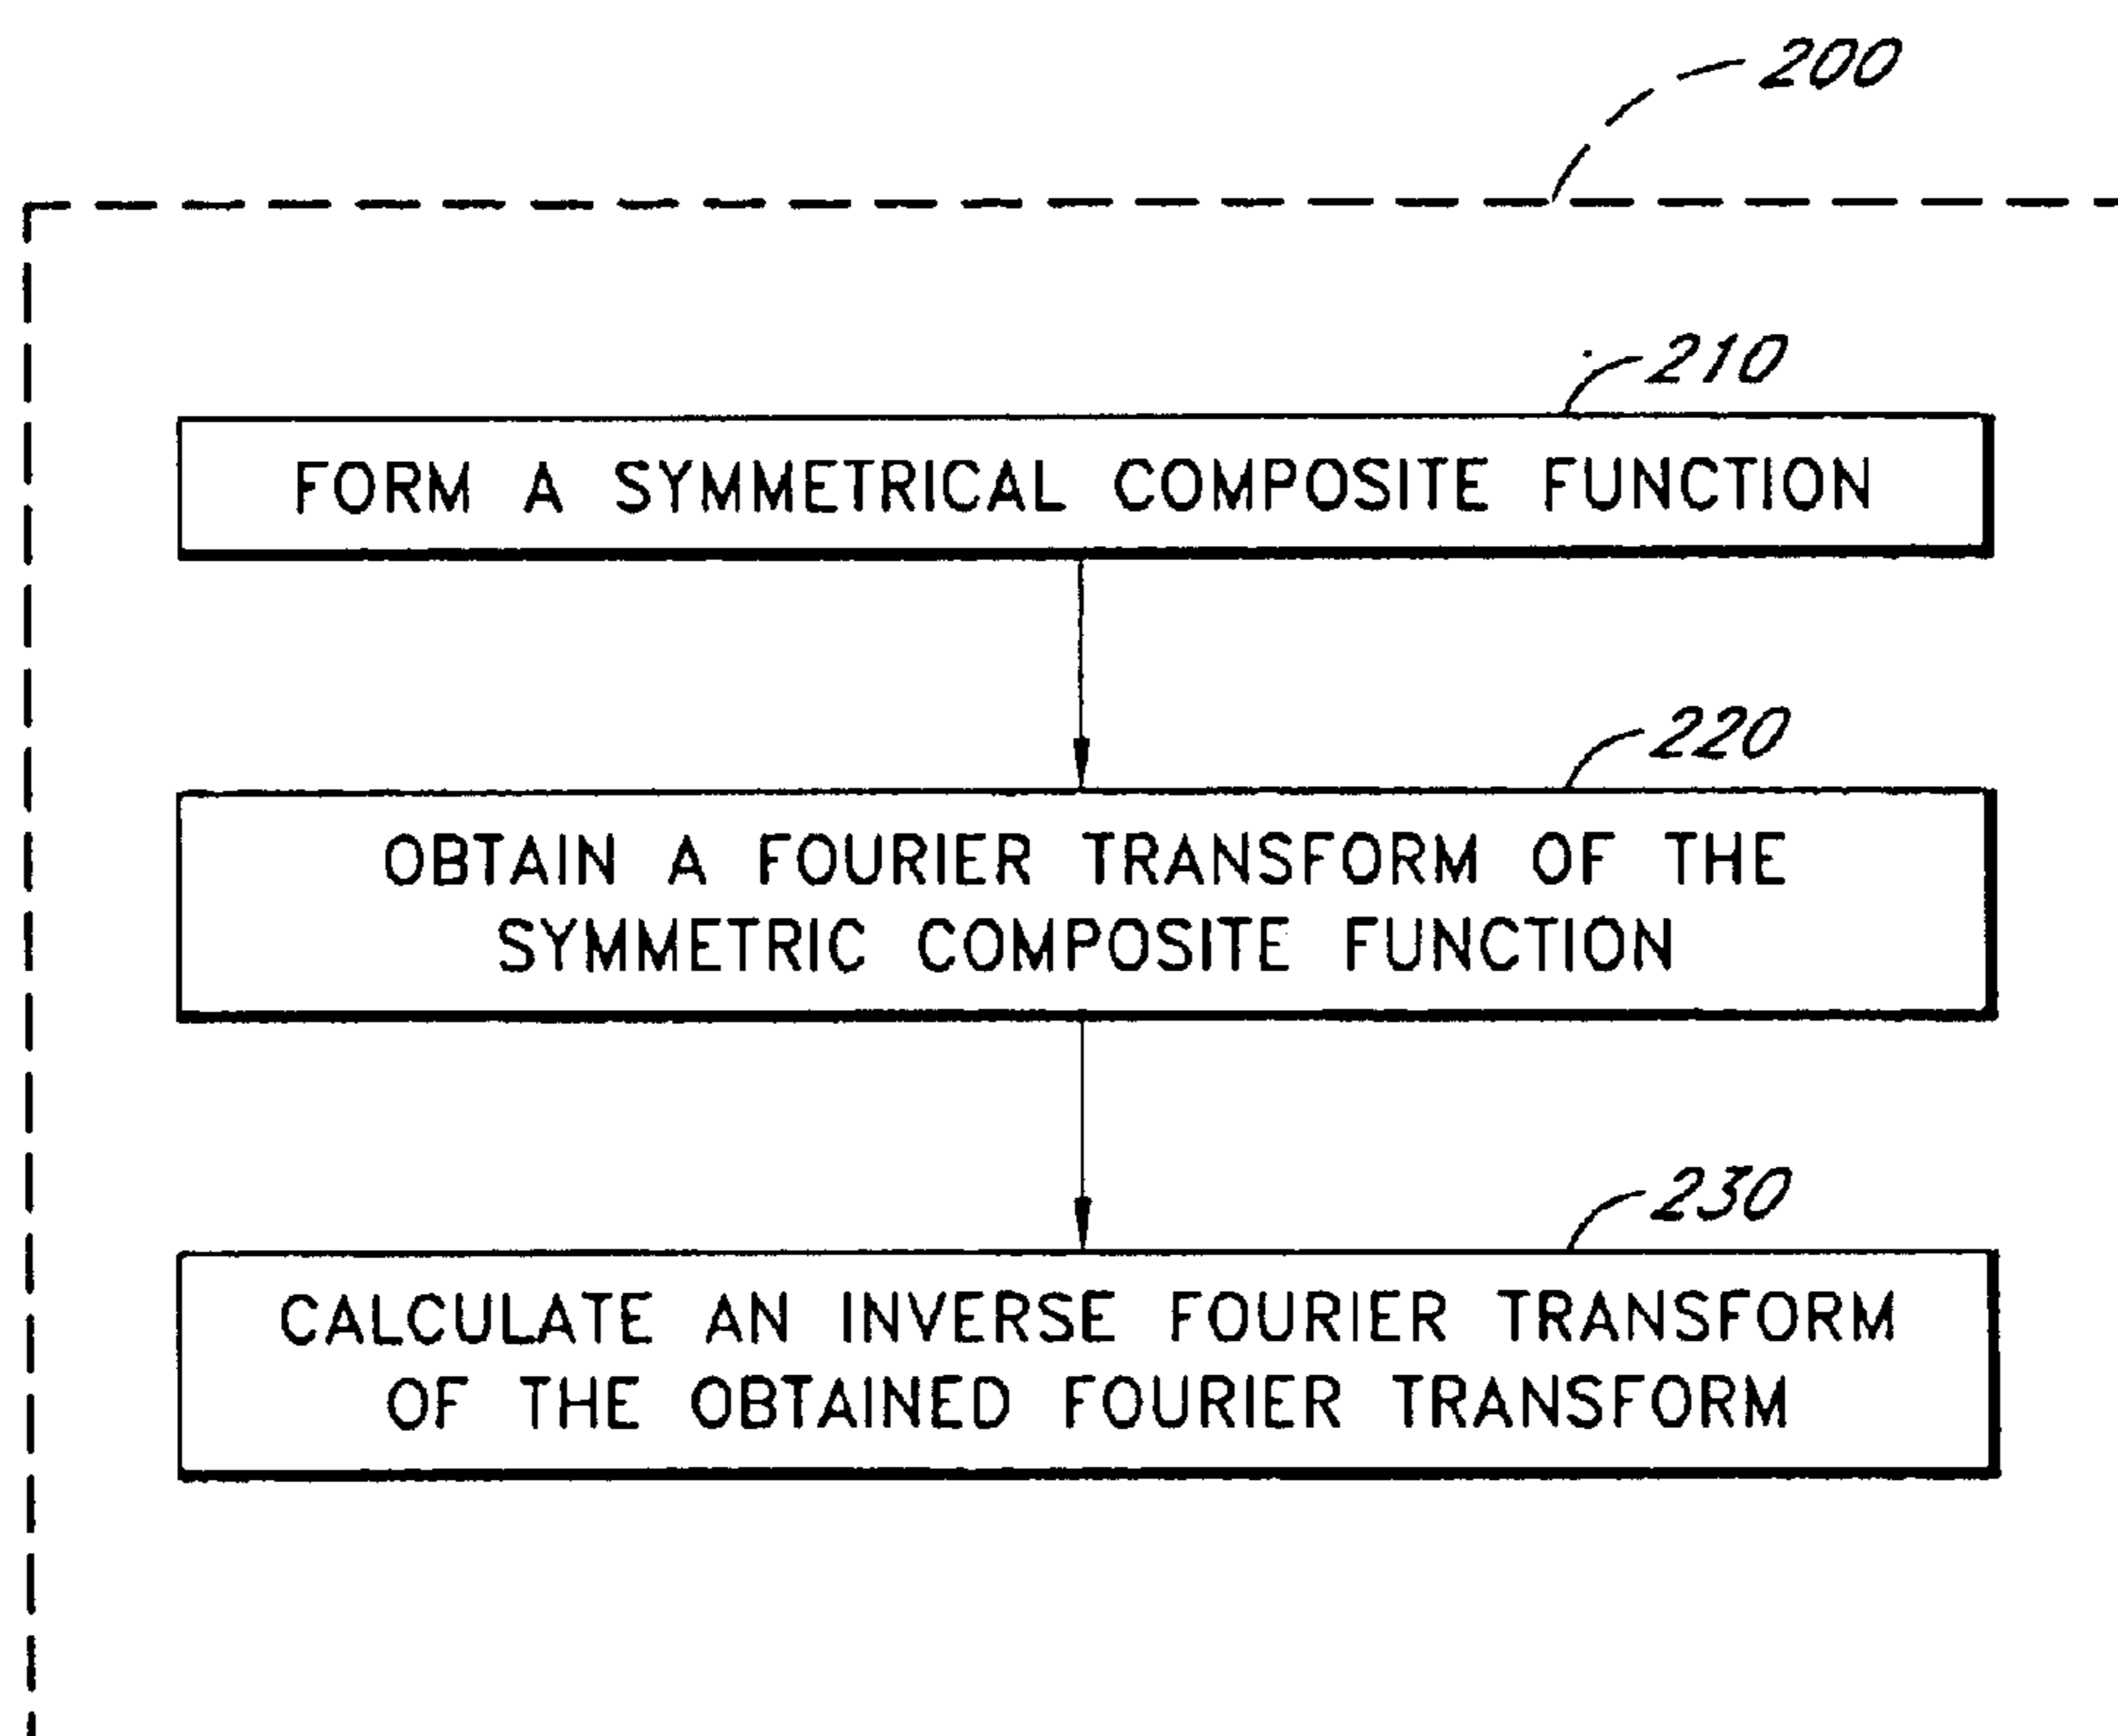 200
210
FORM A SYMMETRICAL COMPOSITE FUNCTION
220
OBTAIN A FOURIER TRANSFORM OF THE
SYMMETRIC COMPOSITE FUNCTION
230
CALCULATE AN INVERSE FOURIER TRANSFORM
OF THE OBTAINED FOURIER TRANSFORM